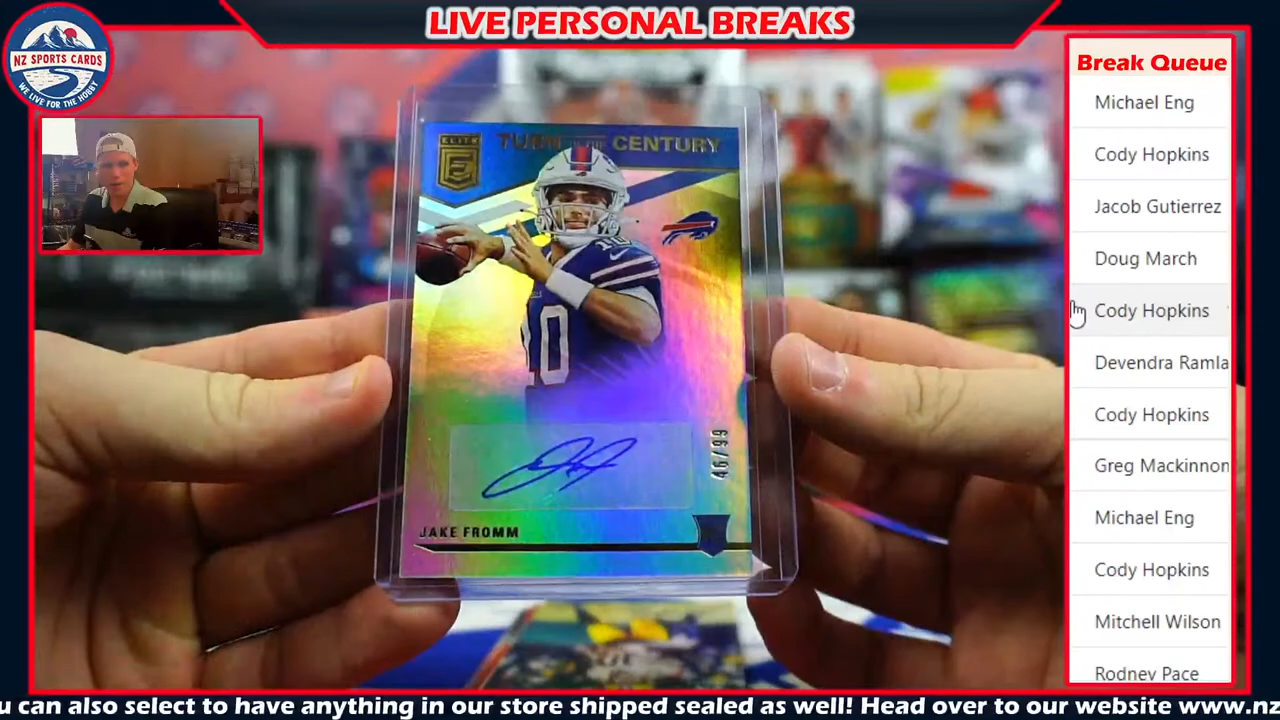 LIVE PERSONAL BREAKS
NZ SPORTS CARDS
WE LIVE FOR THE HOBBY
Break Queue
Michael Eng
Cody Hopkins
Jacob Gutierrez
Doug March
Cody Hopkins
Devendra Ramla
Cody Hopkins
Greg Mackinnon
Michael Eng
Cody Hopkins
Mitchell Wilson
Rodney Pace
ELITE
E
TURN OF THE CENTURY
10
10
46/99
JAKE FROMM
u can also select to have anything in our store shipped sealed as well! Head over to our website www.nz